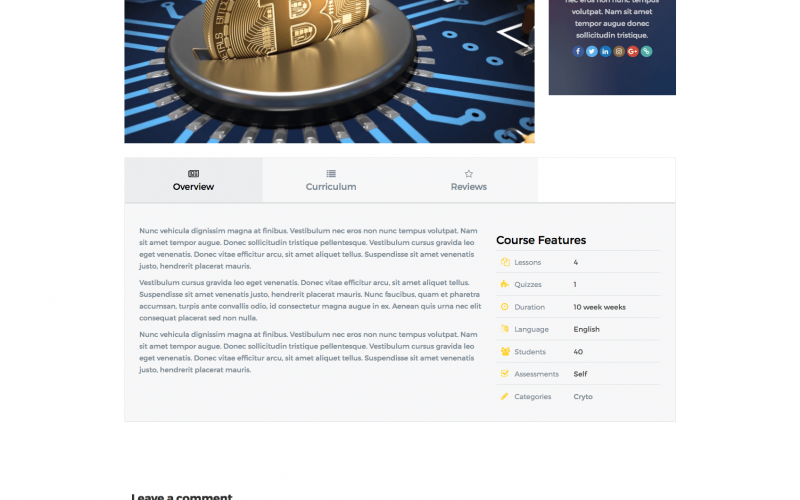 nec eros non nunc tempus
volutpat. Nam sit amet
tempor augue donec
sollicitudin tristique.
Overview
Curriculum
Reviews
Nunc vehicula dignissim magna at finibus. Vestibulum nec eros non nunc tempus volutpat. Nam
sit amet tempor augue. Donec sollicitudin tristique pellentesque. Vestibulum cursus gravida leo
eget venenatis. Donec vitae efficitur arcu, sit amet aliquet tellus. Suspendisse sit amet venenatis
justo, hendrerit placerat mauris.
Vestibulum cursus gravida leo eget venenatis. Donec vitae efficitur arcu, sit amet aliquet tellus.
Suspendisse sit amet venenatis justo, hendrerit placerat mauris. Nunc faucibus, quam et pharetra
accumsan, turpis ante convallis odio, id consectetur magna augue in ex. Aenean quis urna nec elit
consequat placerat sed non nulla.
Nunc vehicula dignissim magna at finibus. Vestibulum nec eros non nunc tempus volutpat. Nam
sit amet tempor augue. Donec sollicitudin tristique pellentesque. Vestibulum cursus gravida leo
eget venenatis. Donec vitae efficitur arcu, sit amet aliquet tellus. Suspendisse sit amet venenatis
justo, hendrerit placerat mauris.
Course Features
Lessons 4
Quizzes 1
Duration 10 week weeks
Language English
Students 40
Assessments Self
Categories Cryto
Leave a comment